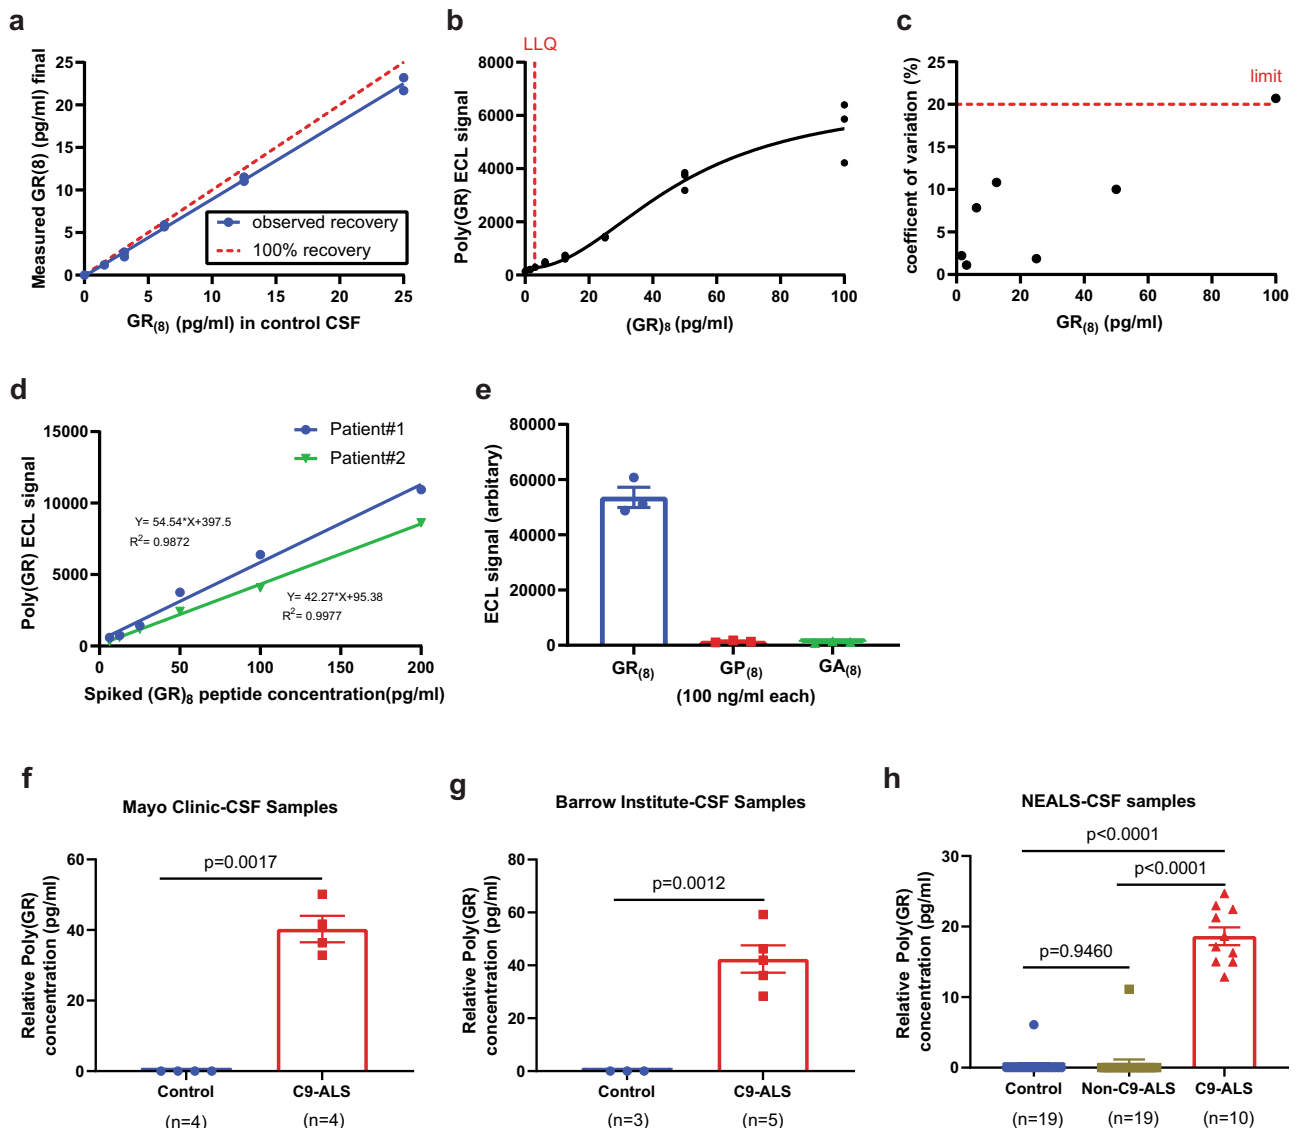 a
25
20
15
10
5
0
Measured GR(8) (pg/ml) final
observed recovery
100% recovery
0 5 10 15 20 25
GR(8) (pg/ml) in control CSF
b
LLQ
8000
6000
4000
2000
0
Poly(GR) ECL signal
0 20 40 60 80 100
(GR)8 (pg/ml)
c
limit
25
20
15
10
5
0
coefficent of variation (%)
0 20 40 60 80 100
GR(8) (pg/ml)
d
15000
10000
5000
0
Poly(GR) ECL signal
Patient#1
Patient#2
Y= 54.54*X+397.5
R2= 0.9872
Y= 42.27*X+95.38
R2= 0.9977
0 50 100 150 200
Spiked (GR)8 peptide concentration(pg/ml)
e
80000
60000
40000
20000
0
ECL signal (arbitary)
GR(8) GP(8) GA(8)
(100 ng/ml each)
f
Mayo Clinic-CSF Samples
p=0.0017
60
40
20
0
Relative Poly(GR)
concentration (pg/ml)
Control C9-ALS
(n=4) (n=4)
g
Barrow Institute-CSF Samples
p=0.0012
80
60
40
20
0
Relative Poly(GR)
concentration (pg/ml)
Control C9-ALS
(n=3) (n=5)
h
NEALS-CSF samples
p<0.0001
p<0.0001
p=0.9460
30
20
10
0
Relative Poly(GR)
concentration (pg/ml)
Control Non-C9-ALS C9-ALS
(n=19) (n=19) (n=10)